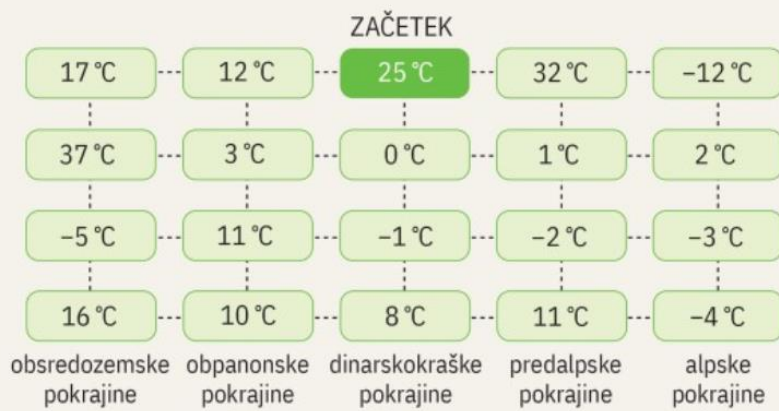 ZAČETEK
17 °C 12 °C 25 °C 32 °C −12 °C
37 °C 3 °C 0 °C 1 °C 2 °C
−5 °C 11 °C −1 °C −2 °C −3 °C
16 °C 10 °C 8 °C 11 °C −4 °C
obsredozemske obpanonske dinarskokraške predalpske alpske
pokrajine pokrajine pokrajine pokrajine pokrajine